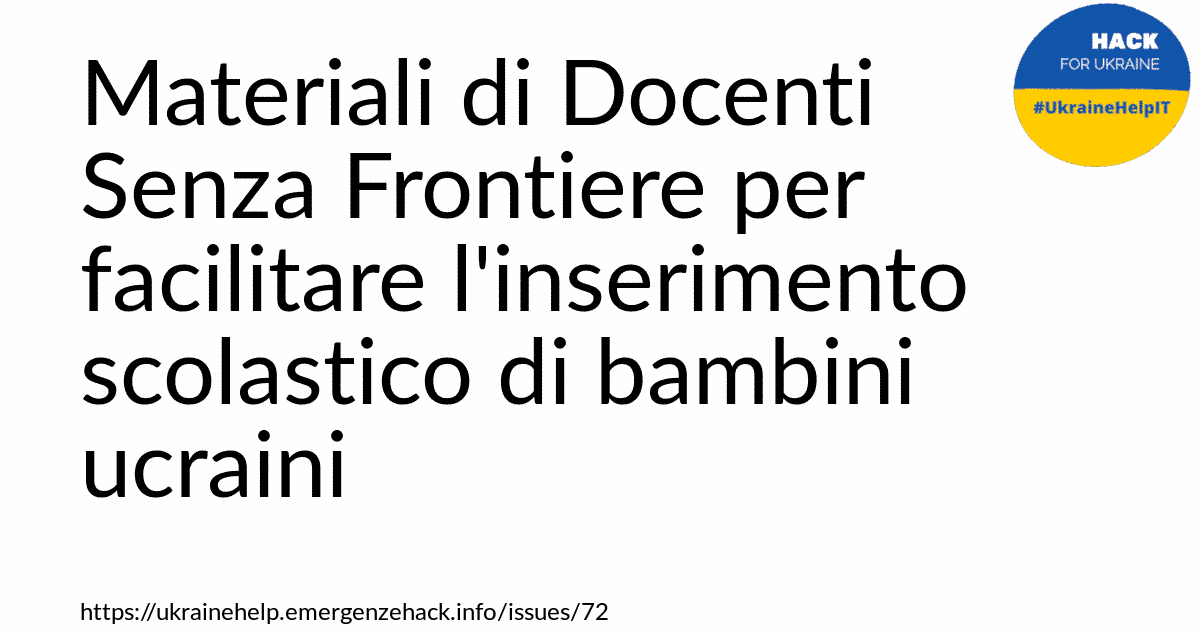 HACK
FOR UKRAINE
#UkraineHelpIT
Materiali di Docenti
Senza Frontiere per
facilitare l'inserimento
scolastico di bambini
ucraini
https://ukrainehelp.emergenzehack.info/issues/72